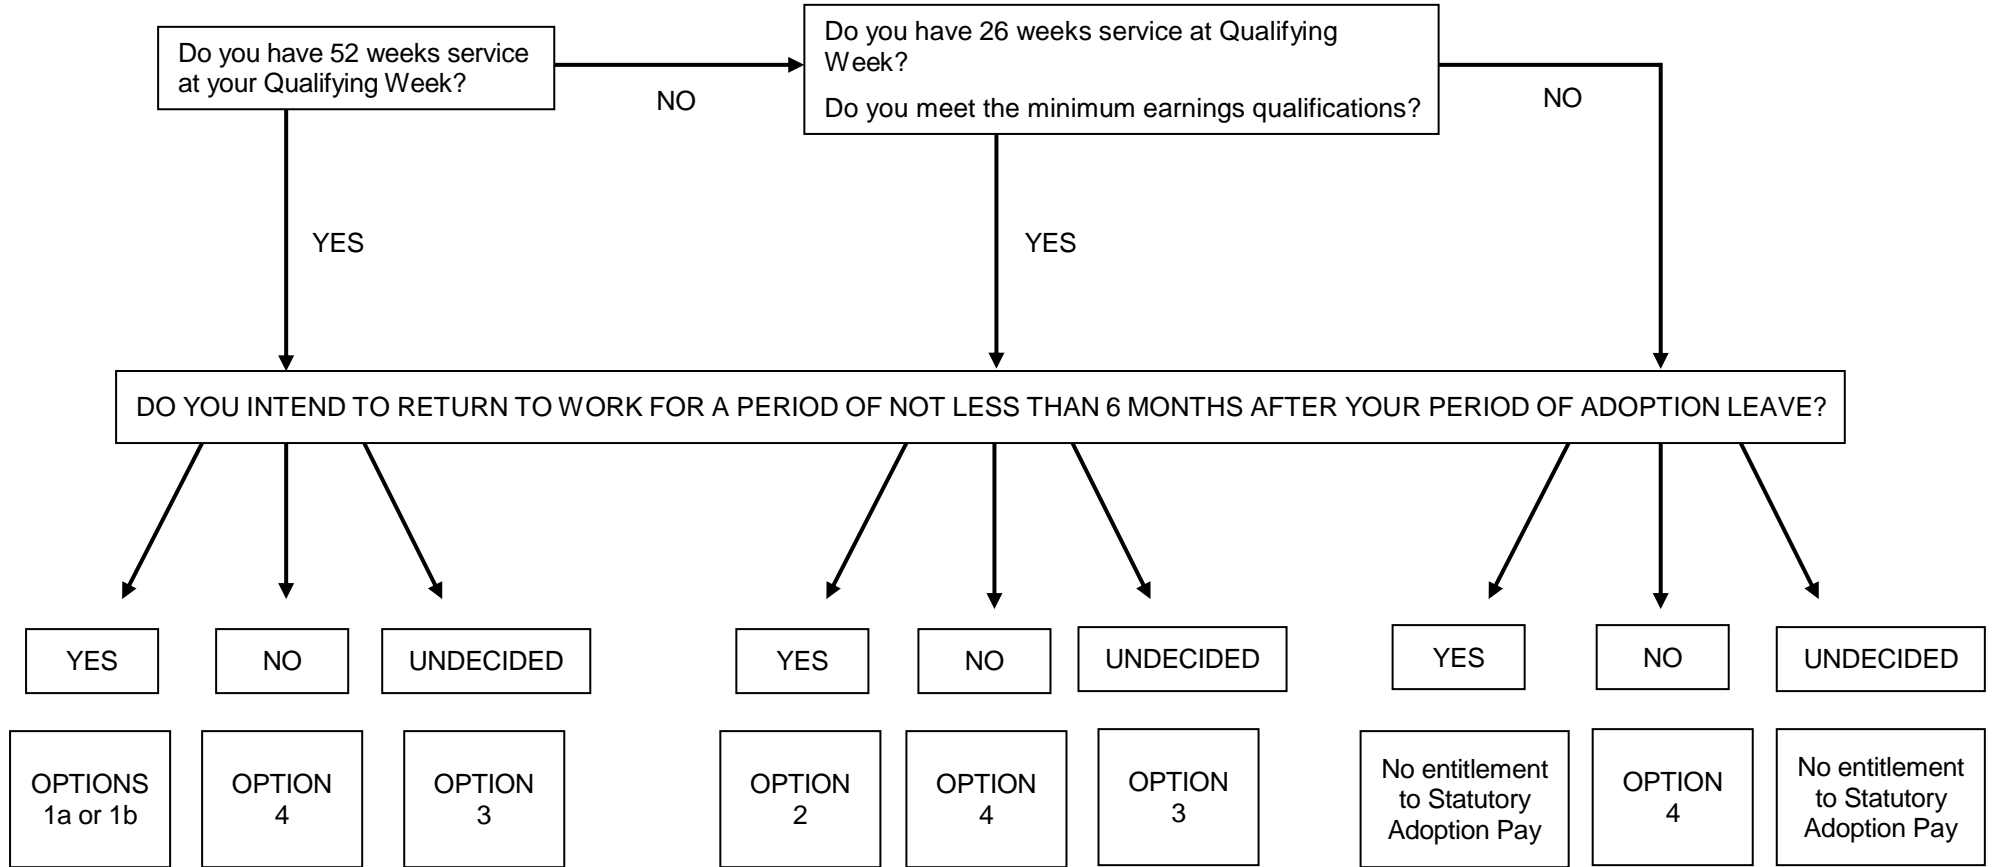 Do you have 52 weeks service
at your Qualifying Week?
NO
Do you have 26 weeks service at Qualifying
Week?
Do you meet the minimum earnings qualifications?
NO
YES
YES
DO YOU INTEND TO RETURN TO WORK FOR A PERIOD OF NOT LESS THAN 6 MONTHS AFTER YOUR PERIOD OF ADOPTION LEAVE?
YES
NO
UNDECIDED
YES
NO
UNDECIDED
YES
NO
UNDECIDED
OPTIONS
1a or 1b
OPTION
4
OPTION
3
OPTION
2
OPTION
4
OPTION
3
No entitlement
to Statutory
Adoption Pay
OPTION
4
No entitlement
to Statutory
Adoption Pay